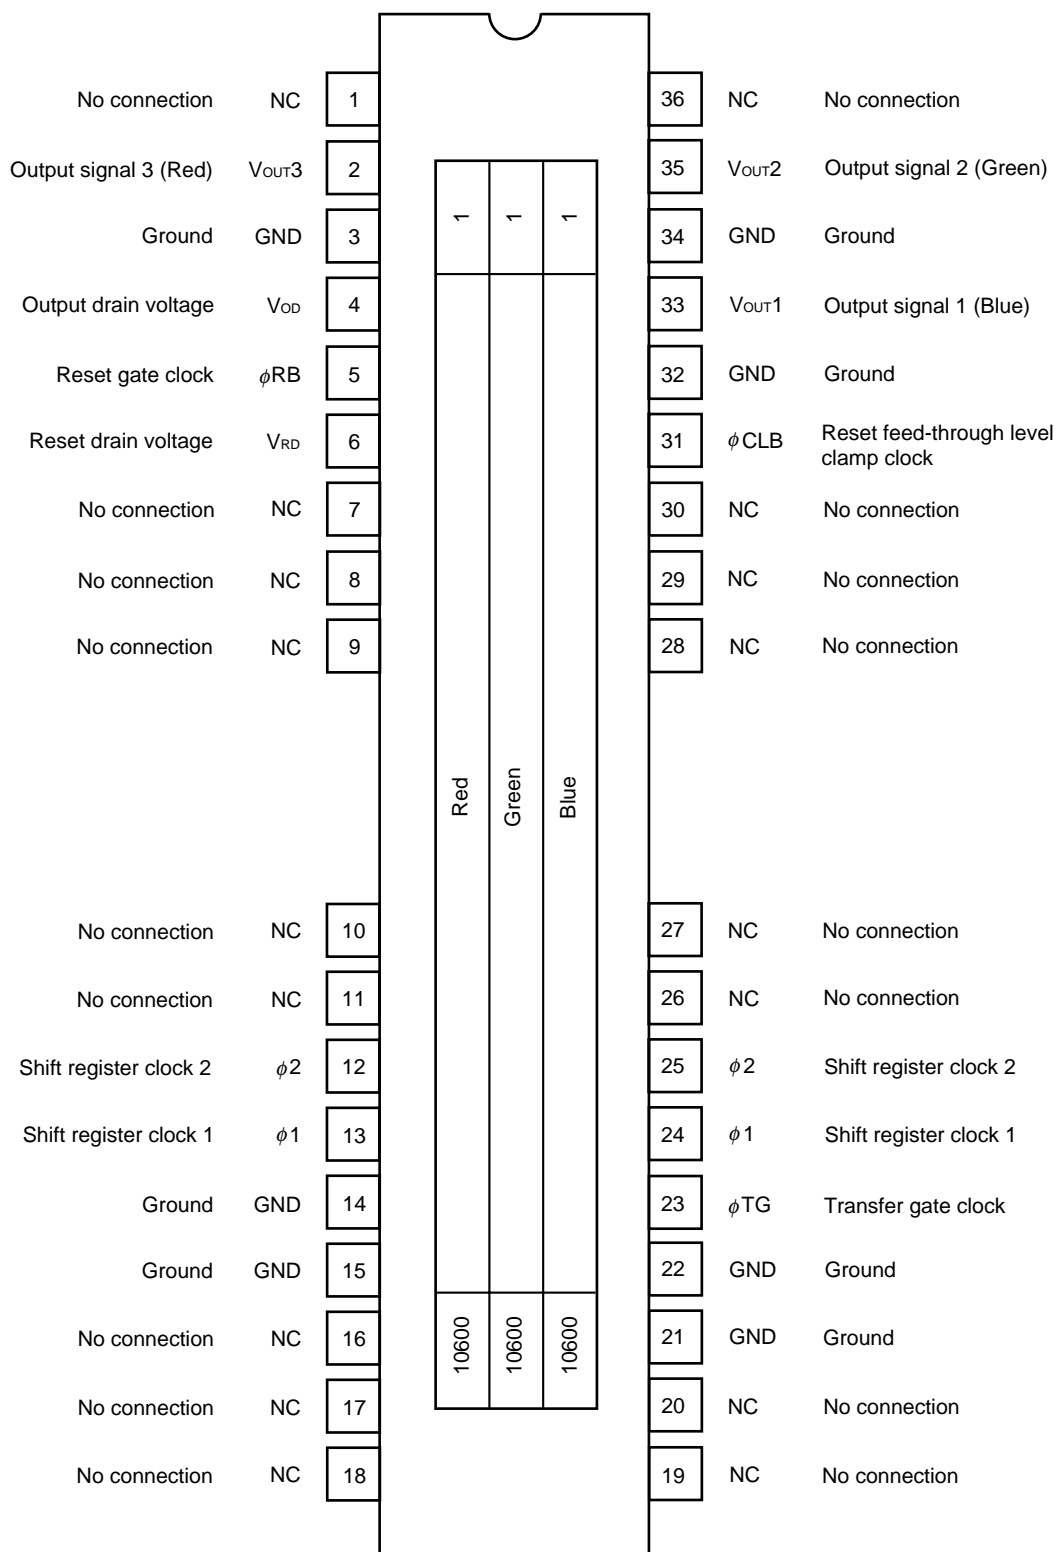 No connection NC 1 36 NC No connection
Output signal 3 (Red) VOUT3 2 35 VOUT2 Output signal 2 (Green)
1 1 1
Ground GND 3 34 GND Ground
Output drain voltage VOD 4 33 VOUT1 Output signal 1 (Blue)
Reset gate clock ϕRB 5 32 GND Ground
Reset drain voltage VRD 6 31 ϕCLB Reset feed-through level
clamp clock
No connection NC 7 30 NC No connection
No connection NC 8 29 NC No connection
No connection NC 9 28 NC No connection
Red Green Blue
No connection NC 10 27 NC No connection
No connection NC 11 26 NC No connection
Shift register clock 2 ϕ2 12 25 ϕ2 Shift register clock 2
Shift register clock 1 ϕ1 13 24 ϕ1 Shift register clock 1
Ground GND 14 23 ϕTG Transfer gate clock
Ground GND 15 22 GND Ground
No connection NC 16 21 GND Ground
10600 10600 10600
No connection NC 17 20 NC No connection
No connection NC 18 19 NC No connection